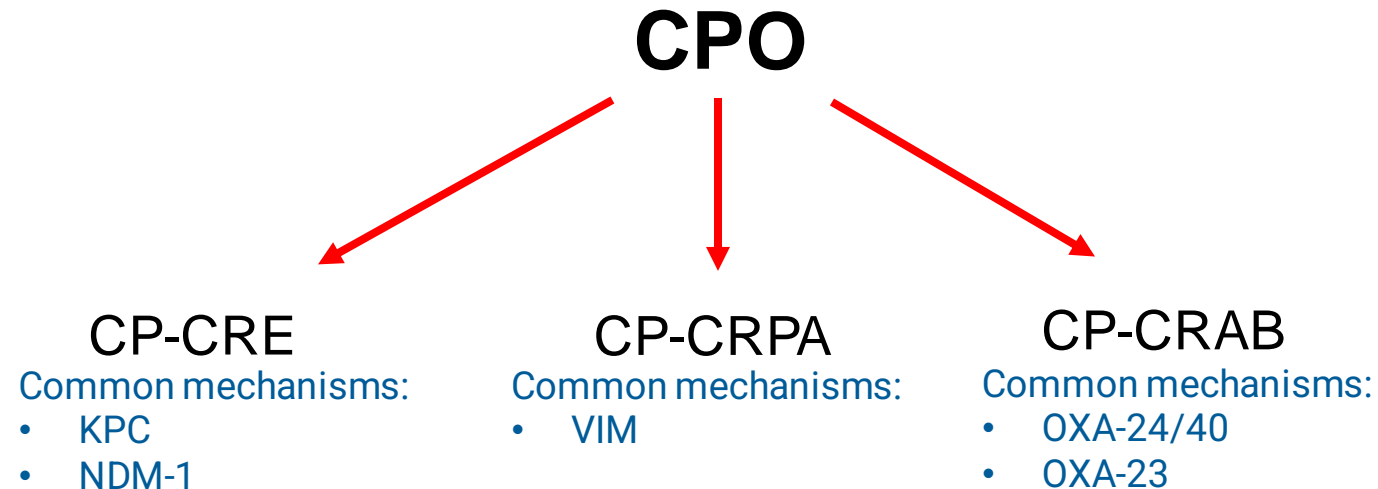 CPO
CP-CRE
Common mechanisms:
• KPC
• NDM-1
CP-CRPA
Common mechanisms:
• VIM
CP-CRAB
Common mechanisms:
• OXA-24/40
• OXA-23